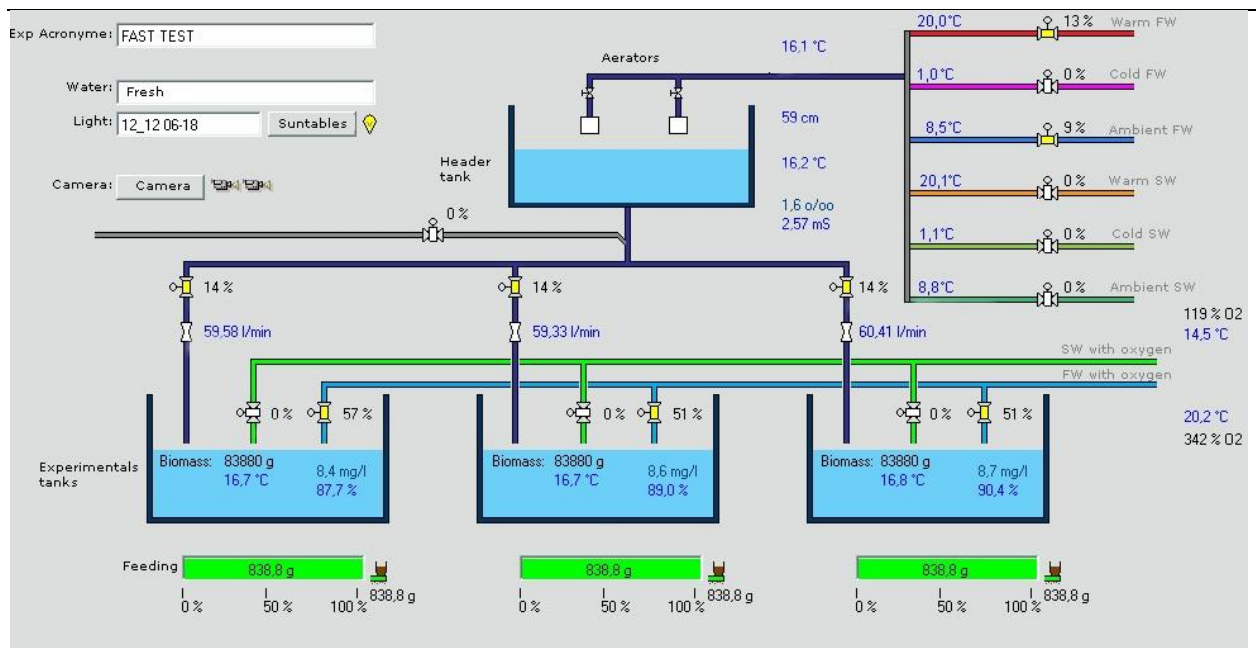 Exp Acronyme: FAST TEST
Water: Fresh
Light: 12_12 06-18 Suntables
Camera: Camera
Aerators
Header
tank
16,1 °C
59 cm
16,2 °C
1,6 o/oo
2,57 mS
20,0°C 13 % Warm FW
1,0°C 0 % Cold FW
8,5°C 9 % Ambient FW
20,1°C 0 % Warm SW
1,1°C 0 % Cold SW
8,8°C 0 % Ambient SW
119 % O2
14,5 °C
0 %
14 % 14 % 14 %
59,58 l/min 59,33 l/min 60,41 l/min
SW with oxygen
FW with oxygen
20,2 °C
342 % O2
0 % 57 % 0 % 51 % 0 % 51 %
Experimentals
tanks
Biomass: 83880 g
16,7 °C
8,4 mg/l
87,7 %
Biomass: 83880 g
16,7 °C
8,6 mg/l
89,0 %
Biomass: 83880 g
16,8 °C
8,7 mg/l
90,4 %
Feeding 838,8 g 838,8 g 838,8 g
0 % 50 % 100 % 838,8 g 0 % 50 % 100 % 838,8 g 0 % 50 % 100 % 838,8 g